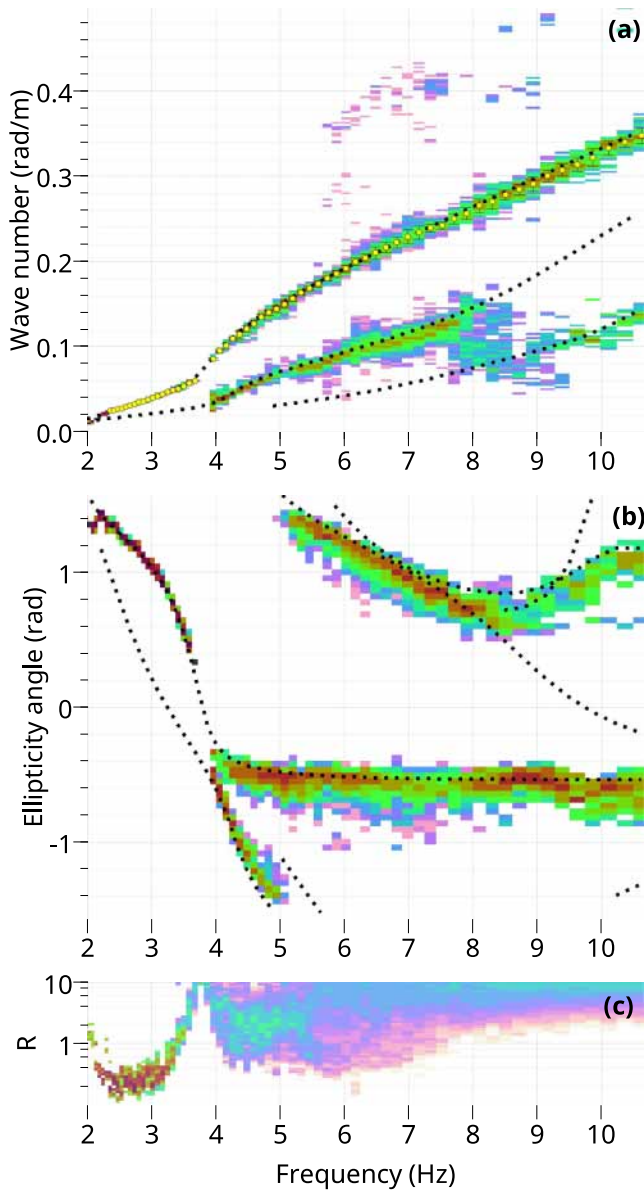 (a)
Wave number (rad/m)
0.4
0.3
0.2
0.1
0.0
2 3 4 5 6 7 8 9 10
(b)
Ellipticity angle (rad)
1
0
-1
2 3 4 5 6 7 8 9 10
(c)
R
10
1
2 3 4 5 6 7 8 9 10
Frequency (Hz)